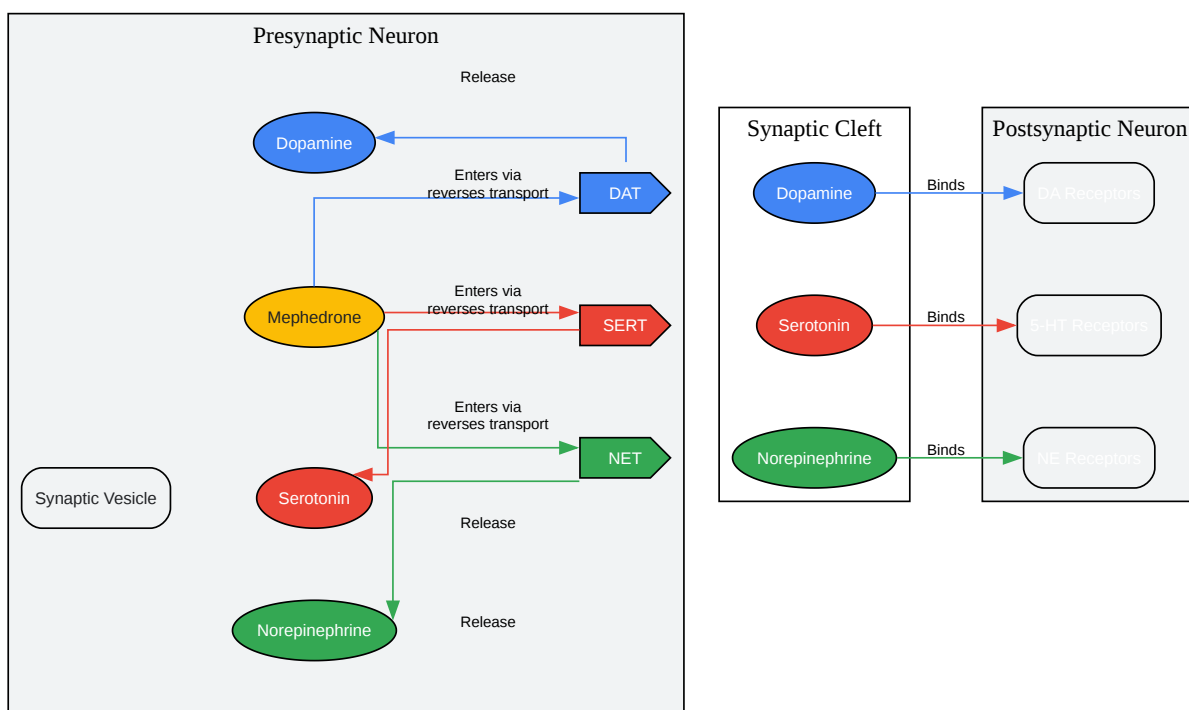 Presynaptic Neuron
Release
Dopamine
Enters via
reverses transport
DAT
Mephedrone
Enters via
reverses transport
SERT
Enters via
reverses transport
NET
Synaptic Vesicle
Serotonin
Release
Norepinephrine
Release
Synaptic Cleft
Dopamine
Binds
Serotonin
Binds
Norepinephrine
Binds
Postsynaptic Neuron
DA Receptors
5-HT Receptors
NE Receptors